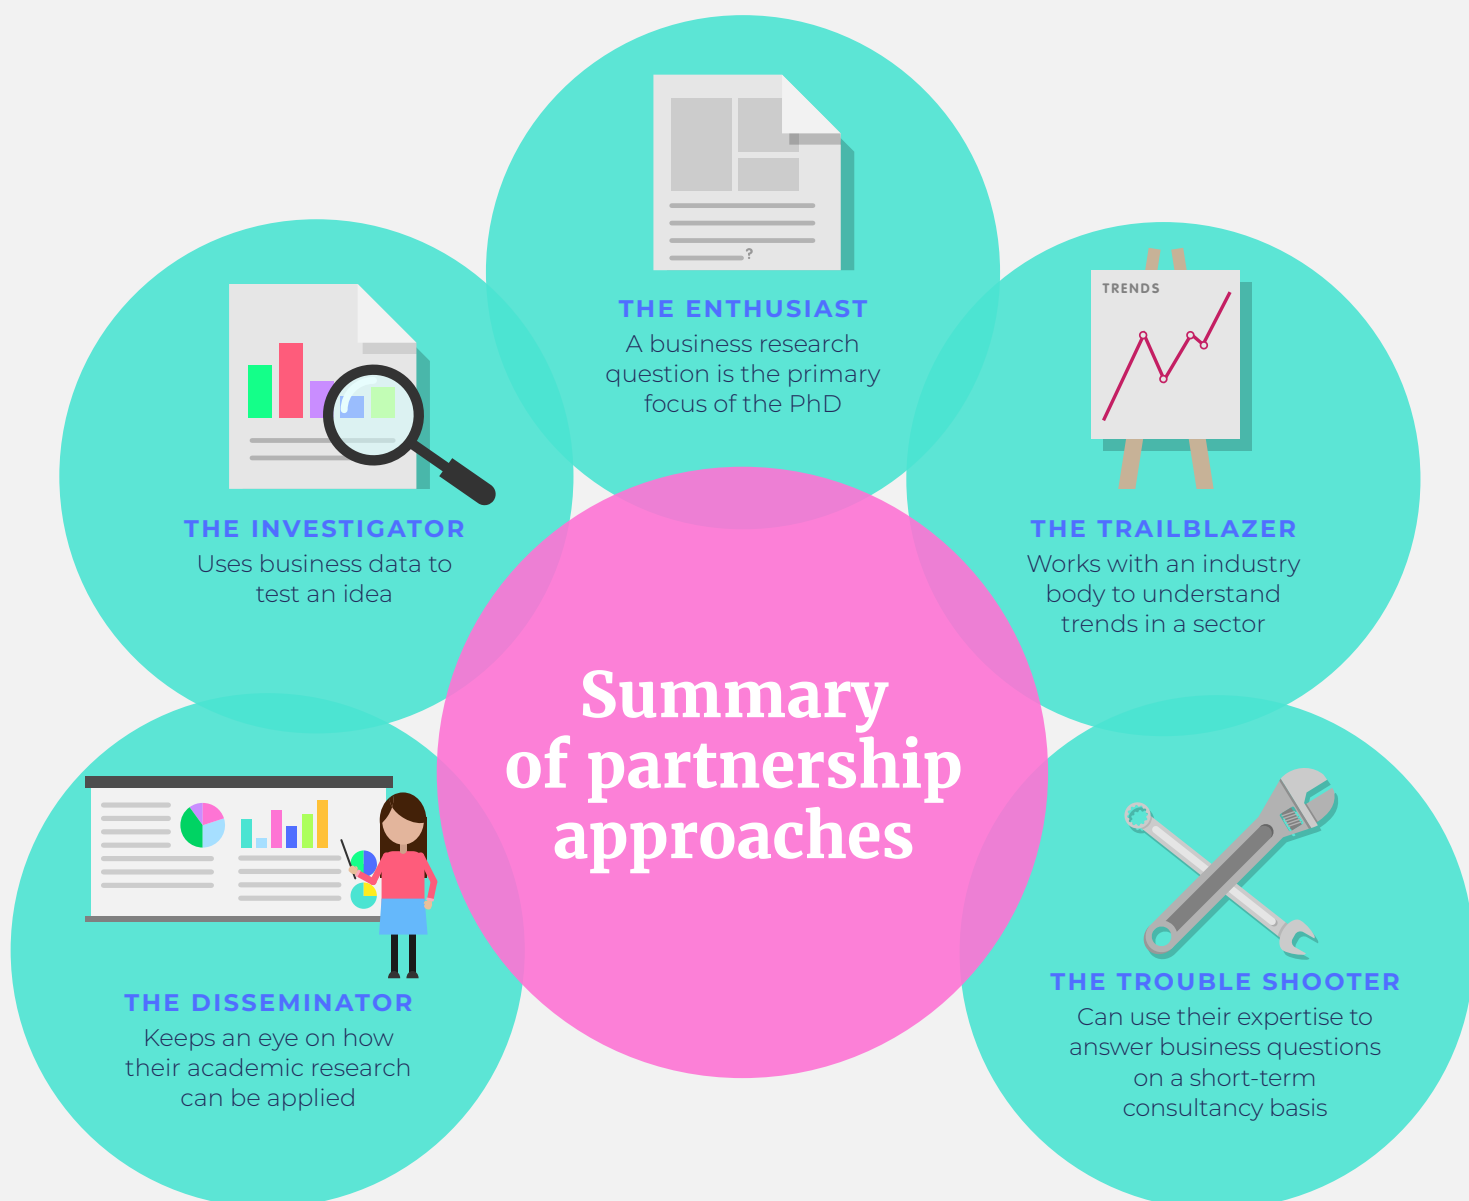 ?
THE ENTHUSIAST
A business research
question is the primary
focus of the PhD
THE INVESTIGATOR
Uses business data to
test an idea
TRENDS
THE TRAILBLAZER
Works with an industry
body to understand
trends in a sector
Summary
of partnership
approaches
THE DISSEMINATOR
Keeps an eye on how
their academic research
can be applied
THE TROUBLE SHOOTER
Can use their expertise to
answer business questions
on a short-term
consultancy basis